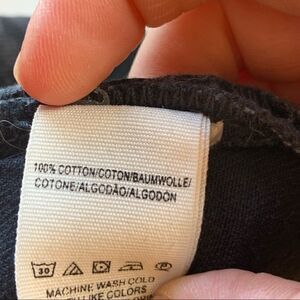 100% COTTON/COTON/BAUMWOLLE/
COTONE/ALGODÃO/ALGODÓN
30
MACHINE WASH COLD
LIKE COLORS